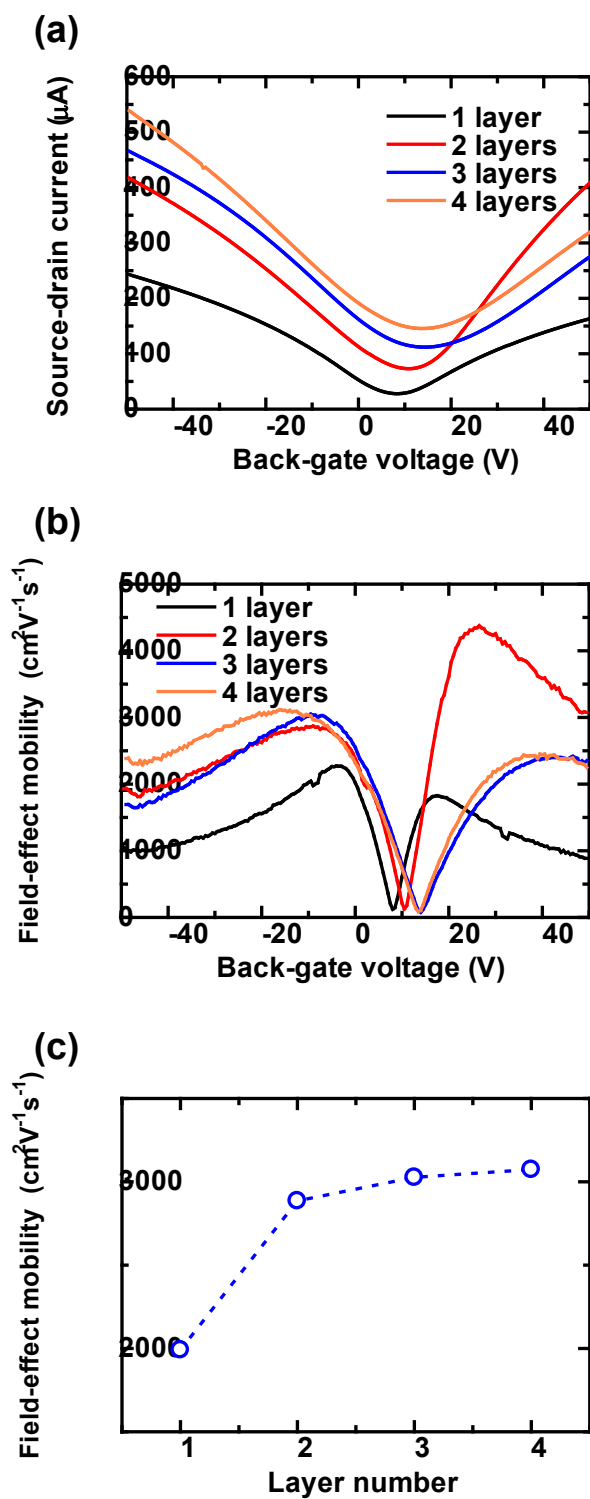 (a)
600
500
400
300
200
100
0
Source-drain current (μA)
1 layer
2 layers
3 layers
4 layers
-40 -20 0 20 40
Back-gate voltage (V)
(b)
5000
4000
3000
2000
1000
0
Field-effect mobility (cm²V⁻¹s⁻¹)
1 layer
2 layers
3 layers
4 layers
-40 -20 0 20 40
Back-gate voltage (V)
(c)
3000
2000
Field-effect mobility (cm²V⁻¹s⁻¹)
1 2 3 4
Layer number